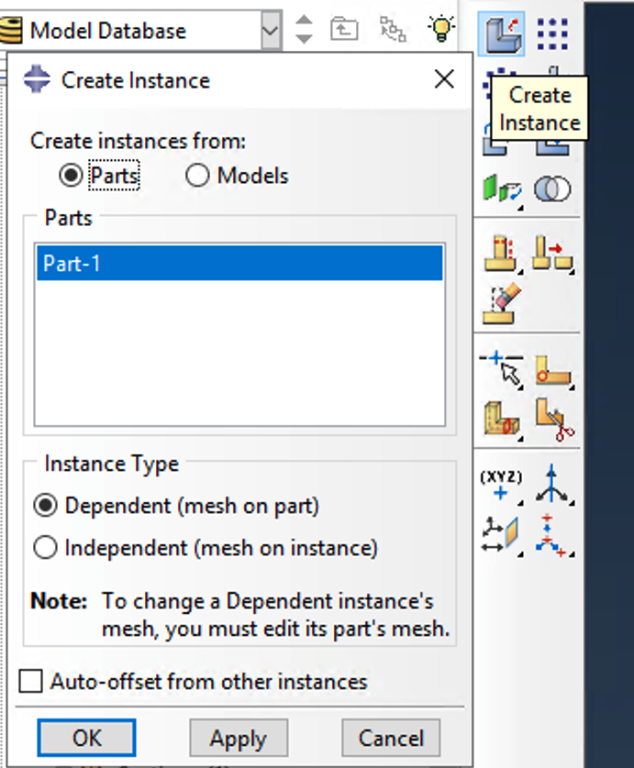 Model Database
Create Instance
Create
Instance
Create instances from:
Parts
Models
Parts
Part-1
Instance Type
Dependent (mesh on part)
Independent (mesh on instance)
Note: To change a Dependent instance's
mesh, you must edit its part's mesh.
Auto-offset from other instances
OK
Apply
Cancel
(XYZ)